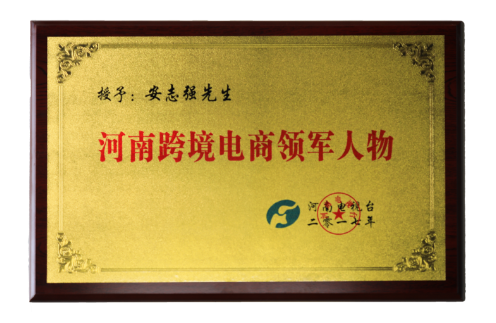 授予：安志强先生
河南跨境电商领军人物
河南电视台
二零一七年